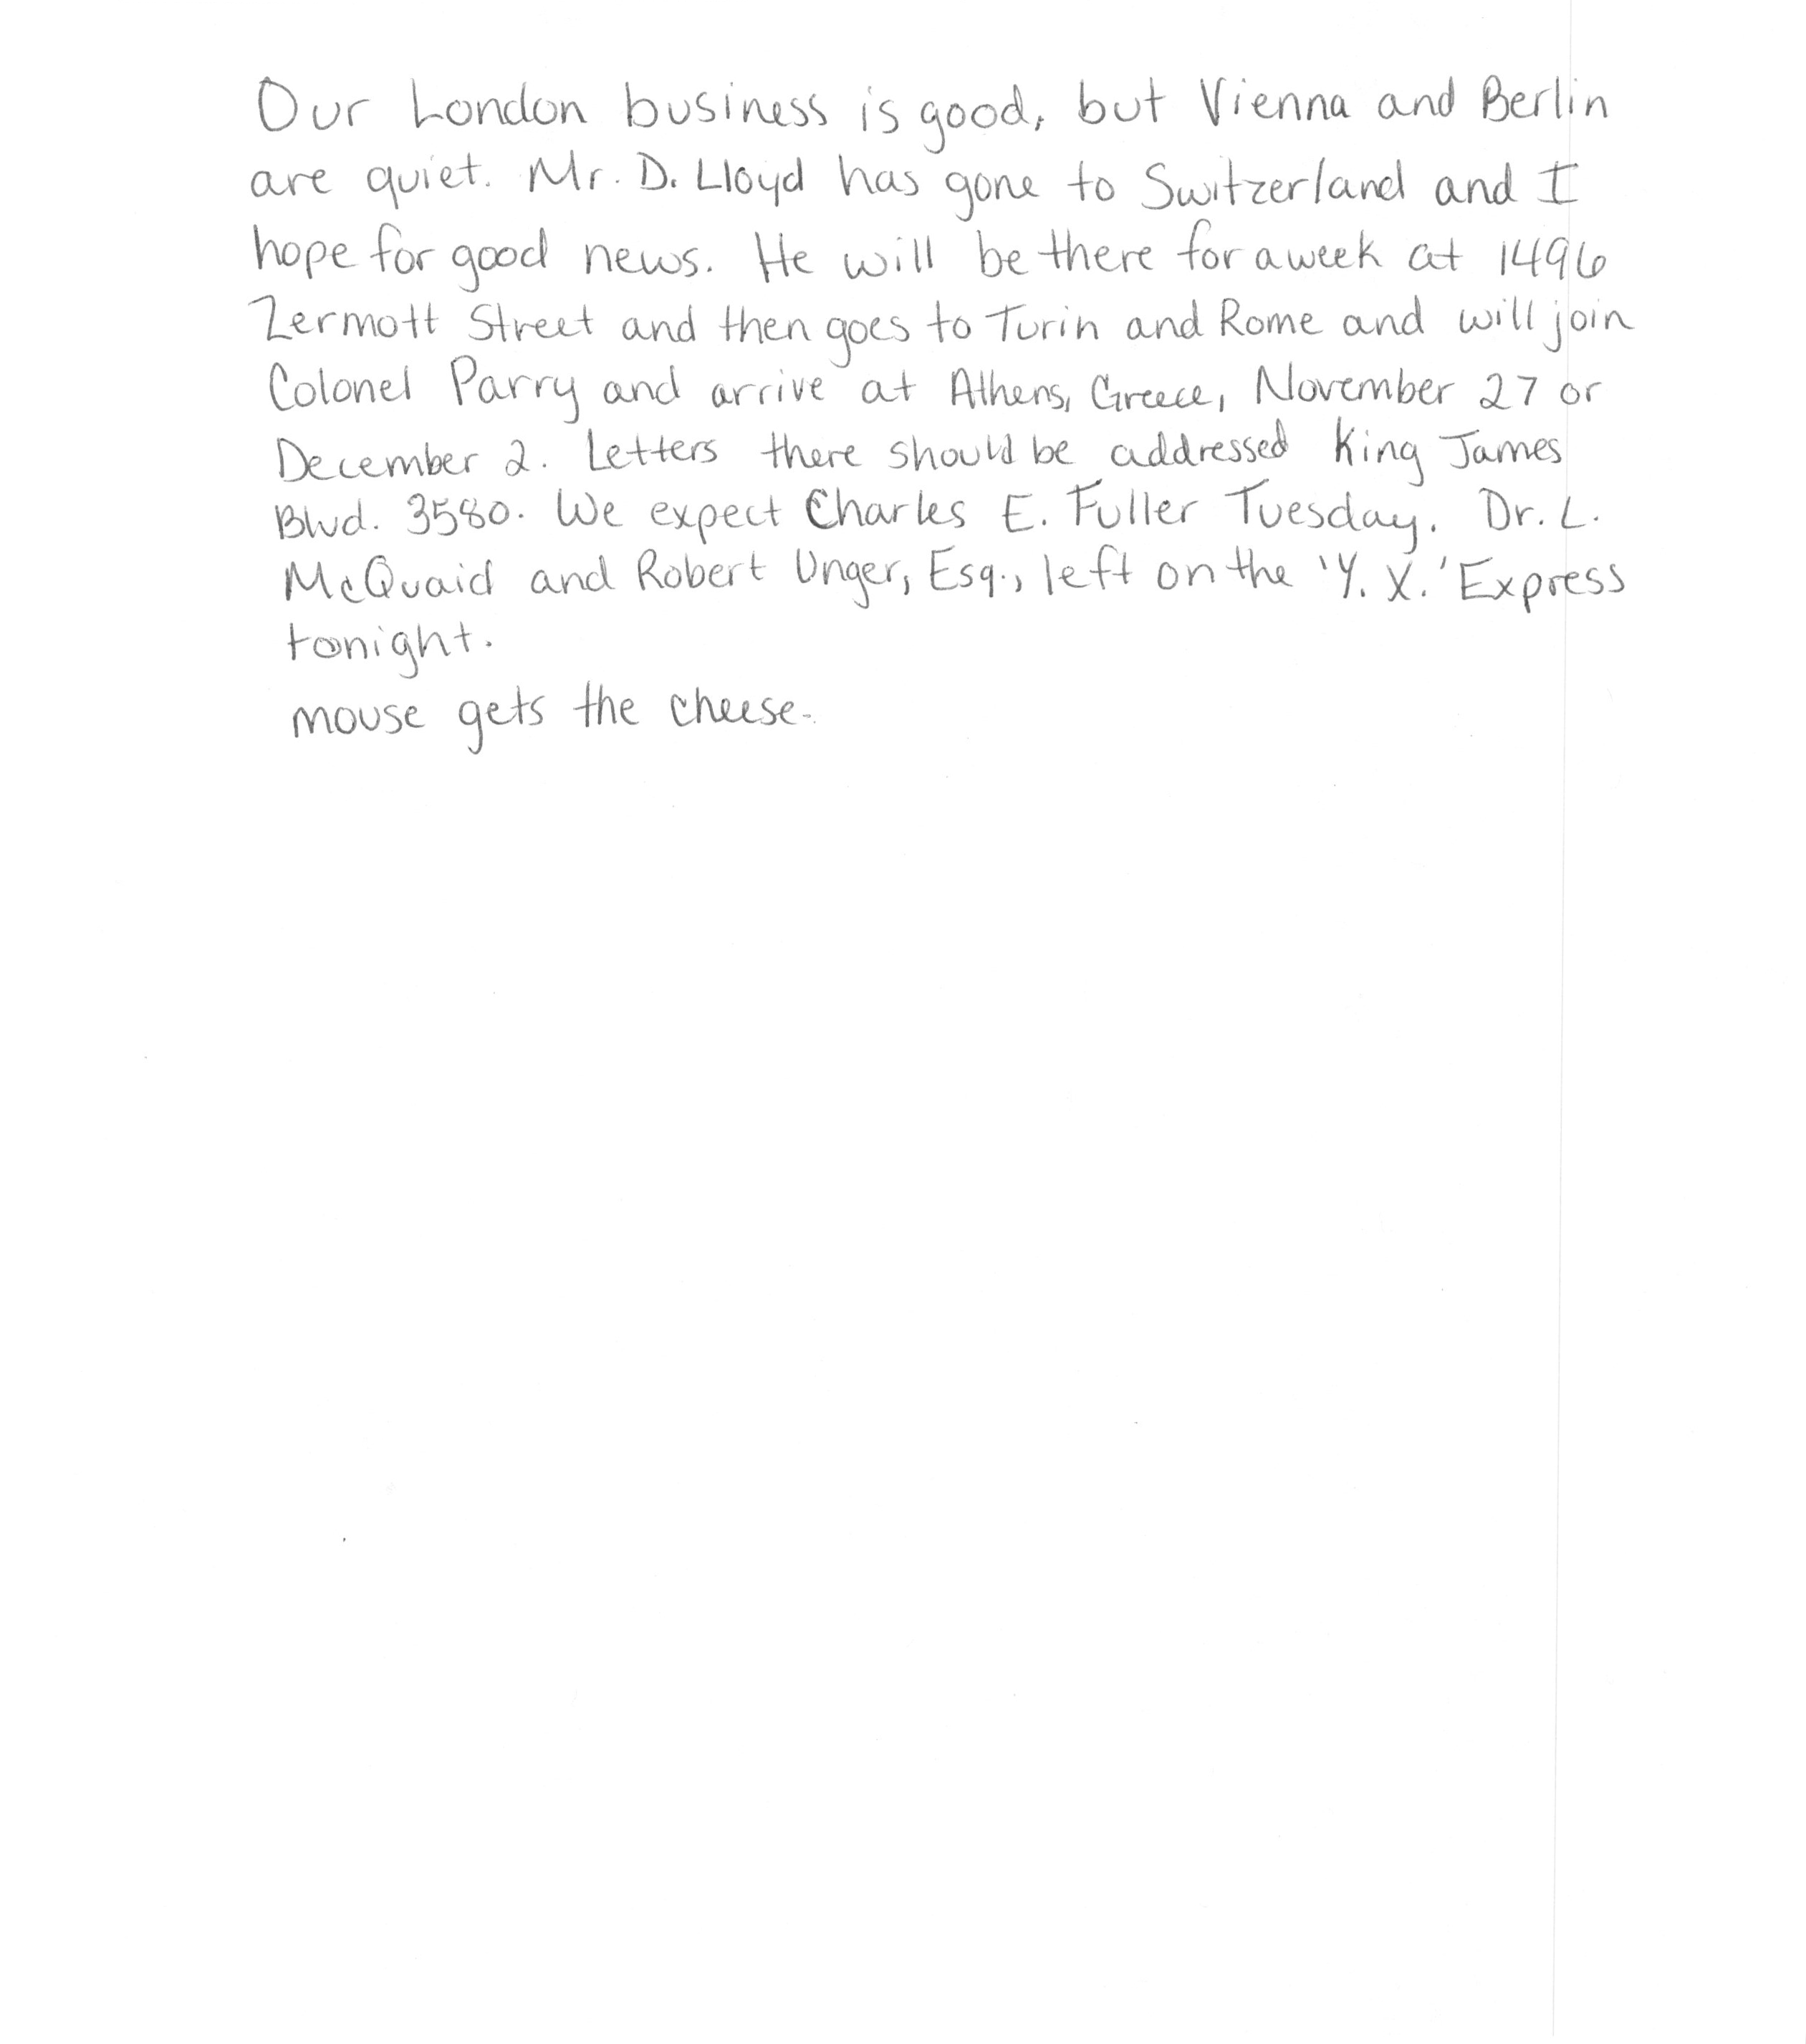 Our London business is good, but Vienna and Berlin
are quiet. Mr. D. Lloyd has gone to Switzerland and I
hope for good news. He will be there for a week at 1496
Zermott Street and then goes to Turin and Rome and will join
Colonel Parry and arrive at Athens, Greece, November 27 or
December 2. Letters there should be addressed King James
Blvd. 3580. We expect Charles E. Fuller Tuesday. Dr. L.
McQuaid and Robert Unger, Esq., left on the 'Y. X.' Express
tonight.
mouse gets the cheese.